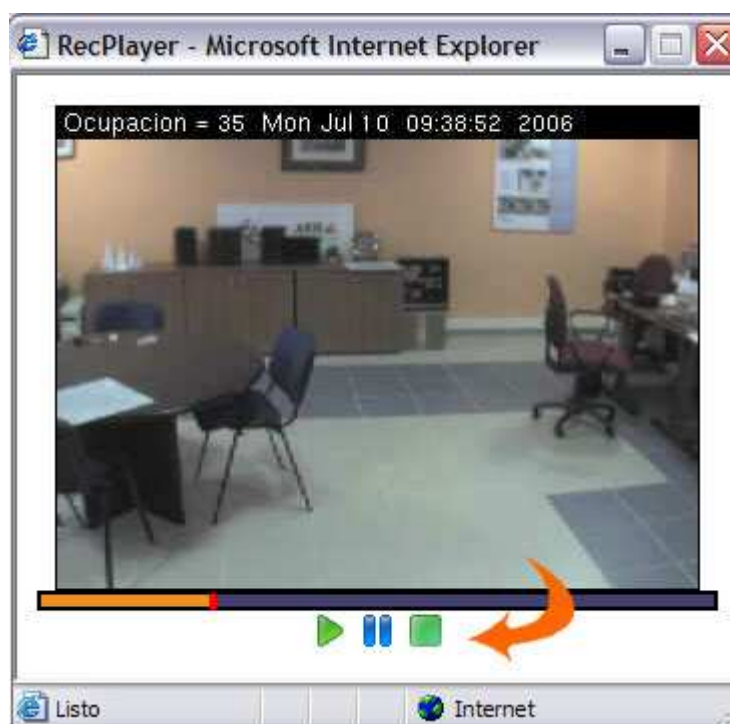 RecPlayer - Microsoft Internet Explorer
Ocupacion = 35 Mon Jul 10 09:38:52 2006
Listo
Internet